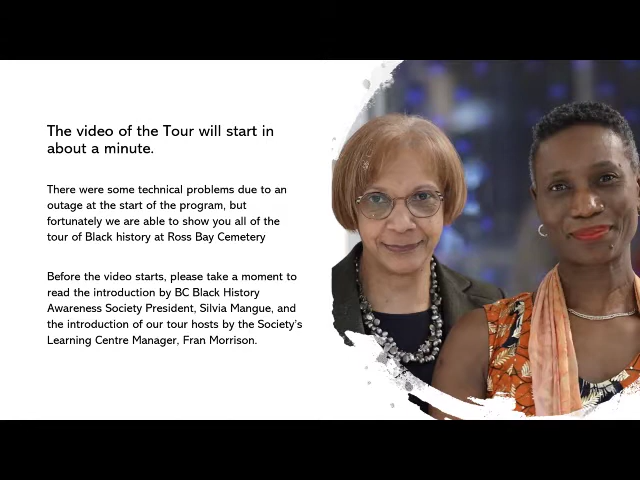 The video of the Tour will start in
about a minute.
There were some technical problems due to an
outage at the start of the program, but
fortunately we are able to show you all of the
tour of Black history at Ross Bay Cemetery
Before the video starts, please take a moment to
read the introduction by BC Black History
Awareness Society President, Silvia Mangue, and
the introduction of our tour hosts by the Society's
Learning Centre Manager, Fran Morrison.